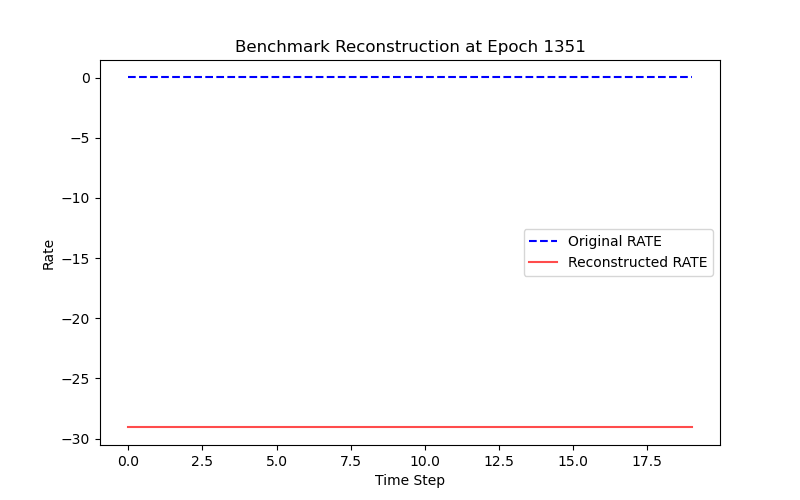 Benchmark Reconstruction at Epoch 1351
0
−5
−10
−15
−20
−25
−30
Rate
Original RATE
Reconstructed RATE
0.0 2.5 5.0 7.5 10.0 12.5 15.0 17.5
Time Step